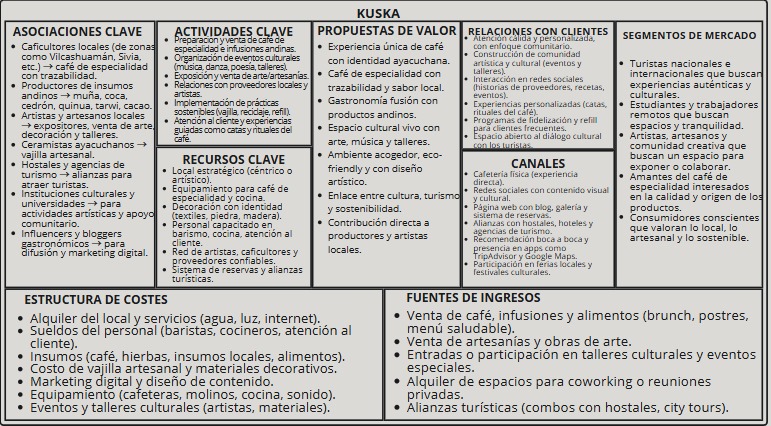 KUSKA
ASOCIACIONES CLAVE
• Caficultores locales (de zonas
como Vilcashuamán, Sivia,
etc.) → café de especialidad
con trazabilidad.
• Productores de insumos
andinos → muña, coca,
cedrón, quinua, tarwi, cacao.
• Artistas y artesanos locales
→ expositores, venta de arte,
decoración y talleres.
• Ceramistas ayacuchanos →
vajilla artesanal.
• Hostales y agencias de
turismo → alianzas para
atraer turistas.
• Instituciones culturales y
universidades → para
actividades artísticas y apoyo
comunitario.
• Influencers y bloggers
gastronómicos → para
difusión y marketing digital.
ACTIVIDADES CLAVE
• Preparación y venta de café de
especialidad e infusiones andinas.
• Organización de eventos culturales
(música, danza, poesía, talleres).
• Exposición y venta de arte/artesanías.
• Relaciones con proveedores locales y
artistas.
• Implementación de prácticas
sostenibles (vajilla, reciclaje, refill).
• Atención al cliente y experiencias
guiadas como catas y rituales del
café.
RECURSOS CLAVE
• Local estratégico (céntrico o
artístico).
• Equipamiento para café de
especialidad y cocina.
• Decoración con identidad
(textiles, piedra, madera).
• Personal capacitado en
barismo, cocina, atención al
cliente.
• Red de artistas, caficultores y
proveedores confiables.
• Sistema de reservas y alianzas
turísticas.
PROPUESTAS DE VALOR
• Experiencia única de café
con identidad ayacuchana.
• Café de especialidad con
trazabilidad y sabor local.
• Gastronomía fusión con
productos andinos.
• Espacio cultural vivo con
arte, música y talleres.
• Ambiente acogedor, eco-
friendly y con diseño
artístico.
• Enlace entre cultura, turismo
y sostenibilidad.
• Contribución directa a
productores y artistas
locales.
RELACIONES CON CLIENTES
• Atención cálida y personalizada,
con enfoque comunitario.
• Construcción de comunidad
artística y cultural (eventos y
talleres).
• Interacción en redes sociales
(historias de proveedores, recetas,
eventos).
• Experiencias personalizadas (catas,
rituales del café).
• Programas de fidelización y refill
para clientes frecuentes.
• Espacio abierto al diálogo cultural
con los turistas.
CANALES
• Cafetería física (experiencia
directa).
• Redes sociales con contenido visual
y cultural.
• Página web con blog, galería y
sistema de reservas.
• Alianzas con hostales, hoteles y
agencias de turismo.
• Recomendación boca a boca y
presencia en apps como
TripAdvisor y Google Maps.
• Participación en ferias locales y
festivales culturales.
SEGMENTOS DE MERCADO
• Turistas nacionales e
internacionales que buscan
experiencias auténticas y
culturales.
• Estudiantes y trabajadores
remotos que buscan
espacios y tranquilidad.
• Artistas, artesanos y
comunidad creativa que
buscan un espacio para
exponer o colaborar.
• Amantes del café de
especialidad interesados
en la calidad y origen de los
productos.
• Consumidores conscientes
que valoran lo local, lo
artesanal y lo sostenible.
ESTRUCTURA DE COSTES
• Alquiler del local y servicios (agua, luz, internet).
• Sueldos del personal (baristas, cocineros, atención al
cliente).
• Insumos (café, hierbas, insumos locales, alimentos).
• Costo de vajilla artesanal y materiales decorativos.
• Marketing digital y diseño de contenido.
• Equipamiento (cafeteras, molinos, cocina, sonido).
• Eventos y talleres culturales (artistas, materiales).
FUENTES DE INGRESOS
• Venta de café, infusiones y alimentos (brunch, postres,
menú saludable).
• Venta de artesanías y obras de arte.
• Entradas o participación en talleres culturales y eventos
especiales.
• Alquiler de espacios para coworking o reuniones
privadas.
• Alianzas turísticas (combos con hostales, city tours).